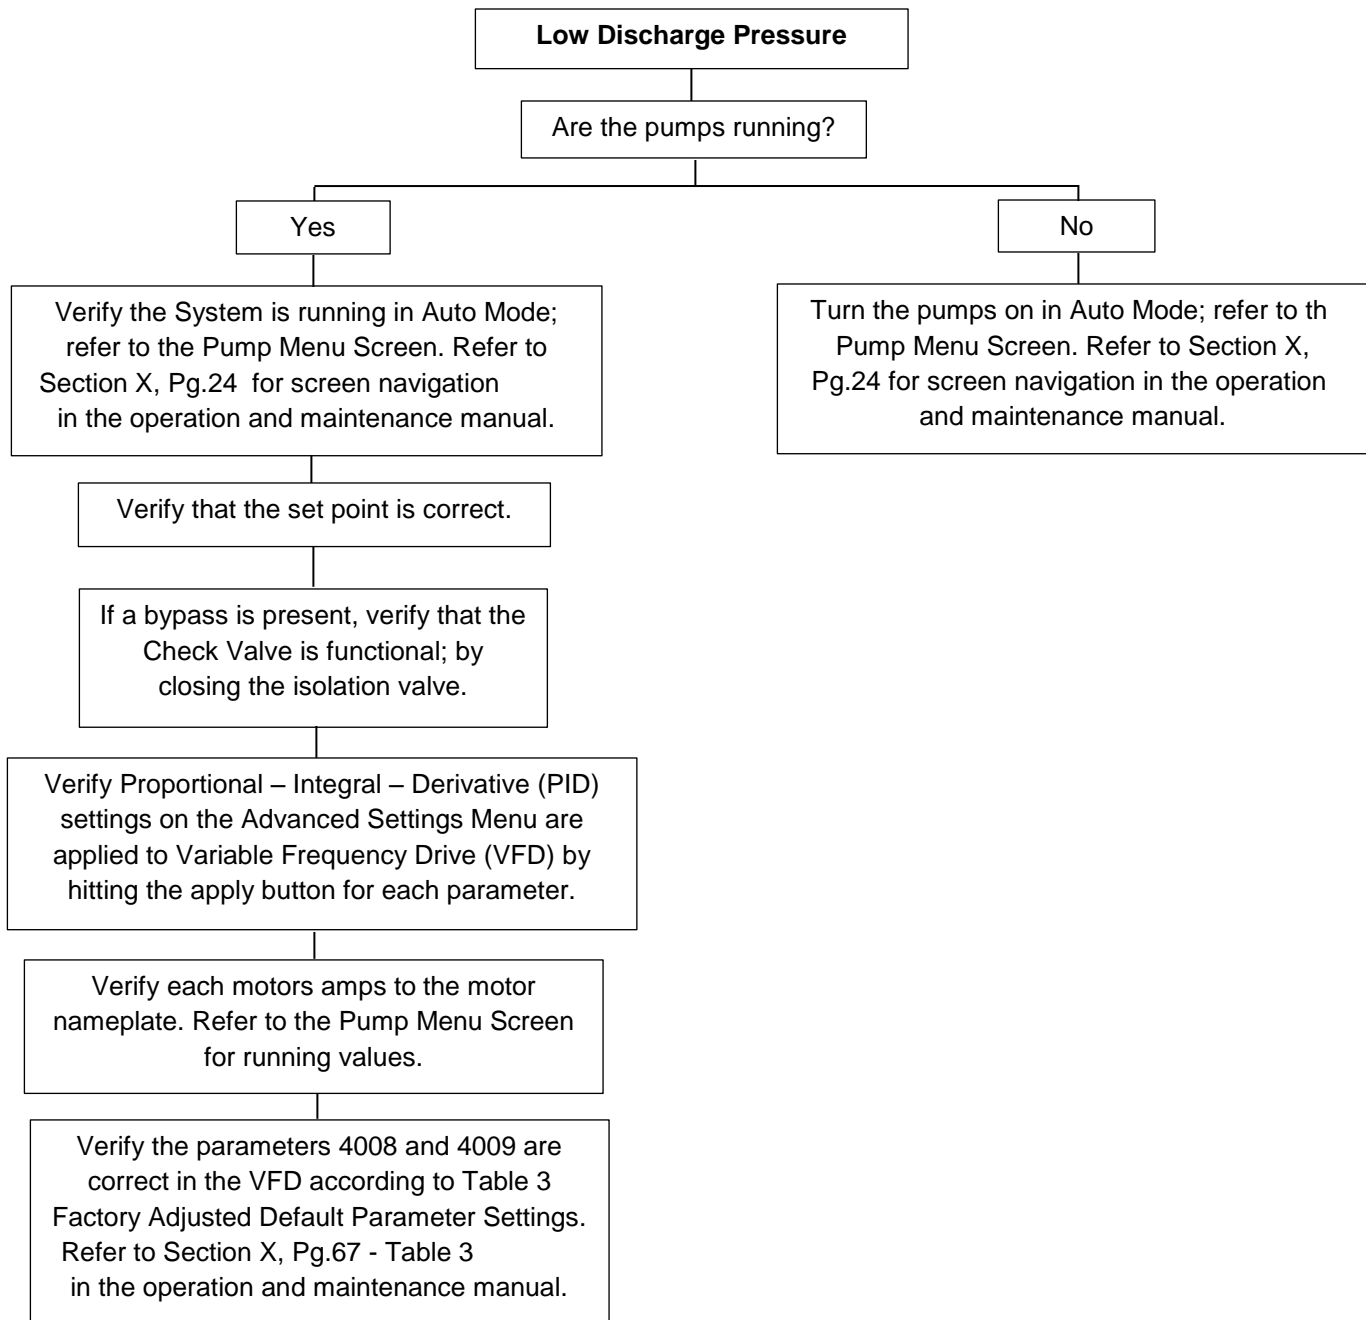 Low Discharge Pressure
Are the pumps running?
Yes
No
Verify the System is running in Auto Mode;
refer to the Pump Menu Screen. Refer to
Section X, Pg.24 for screen navigation
in the operation and maintenance manual.
Turn the pumps on in Auto Mode; refer to th
Pump Menu Screen. Refer to Section X,
Pg.24 for screen navigation in the operation
and maintenance manual.
Verify that the set point is correct.
If a bypass is present, verify that the
Check Valve is functional; by
closing the isolation valve.
Verify Proportional – Integral – Derivative (PID)
settings on the Advanced Settings Menu are
applied to Variable Frequency Drive (VFD) by
hitting the apply button for each parameter.
Verify each motors amps to the motor
nameplate. Refer to the Pump Menu Screen
for running values.
Verify the parameters 4008 and 4009 are
correct in the VFD according to Table 3
Factory Adjusted Default Parameter Settings.
Refer to Section X, Pg.67 - Table 3
in the operation and maintenance manual.